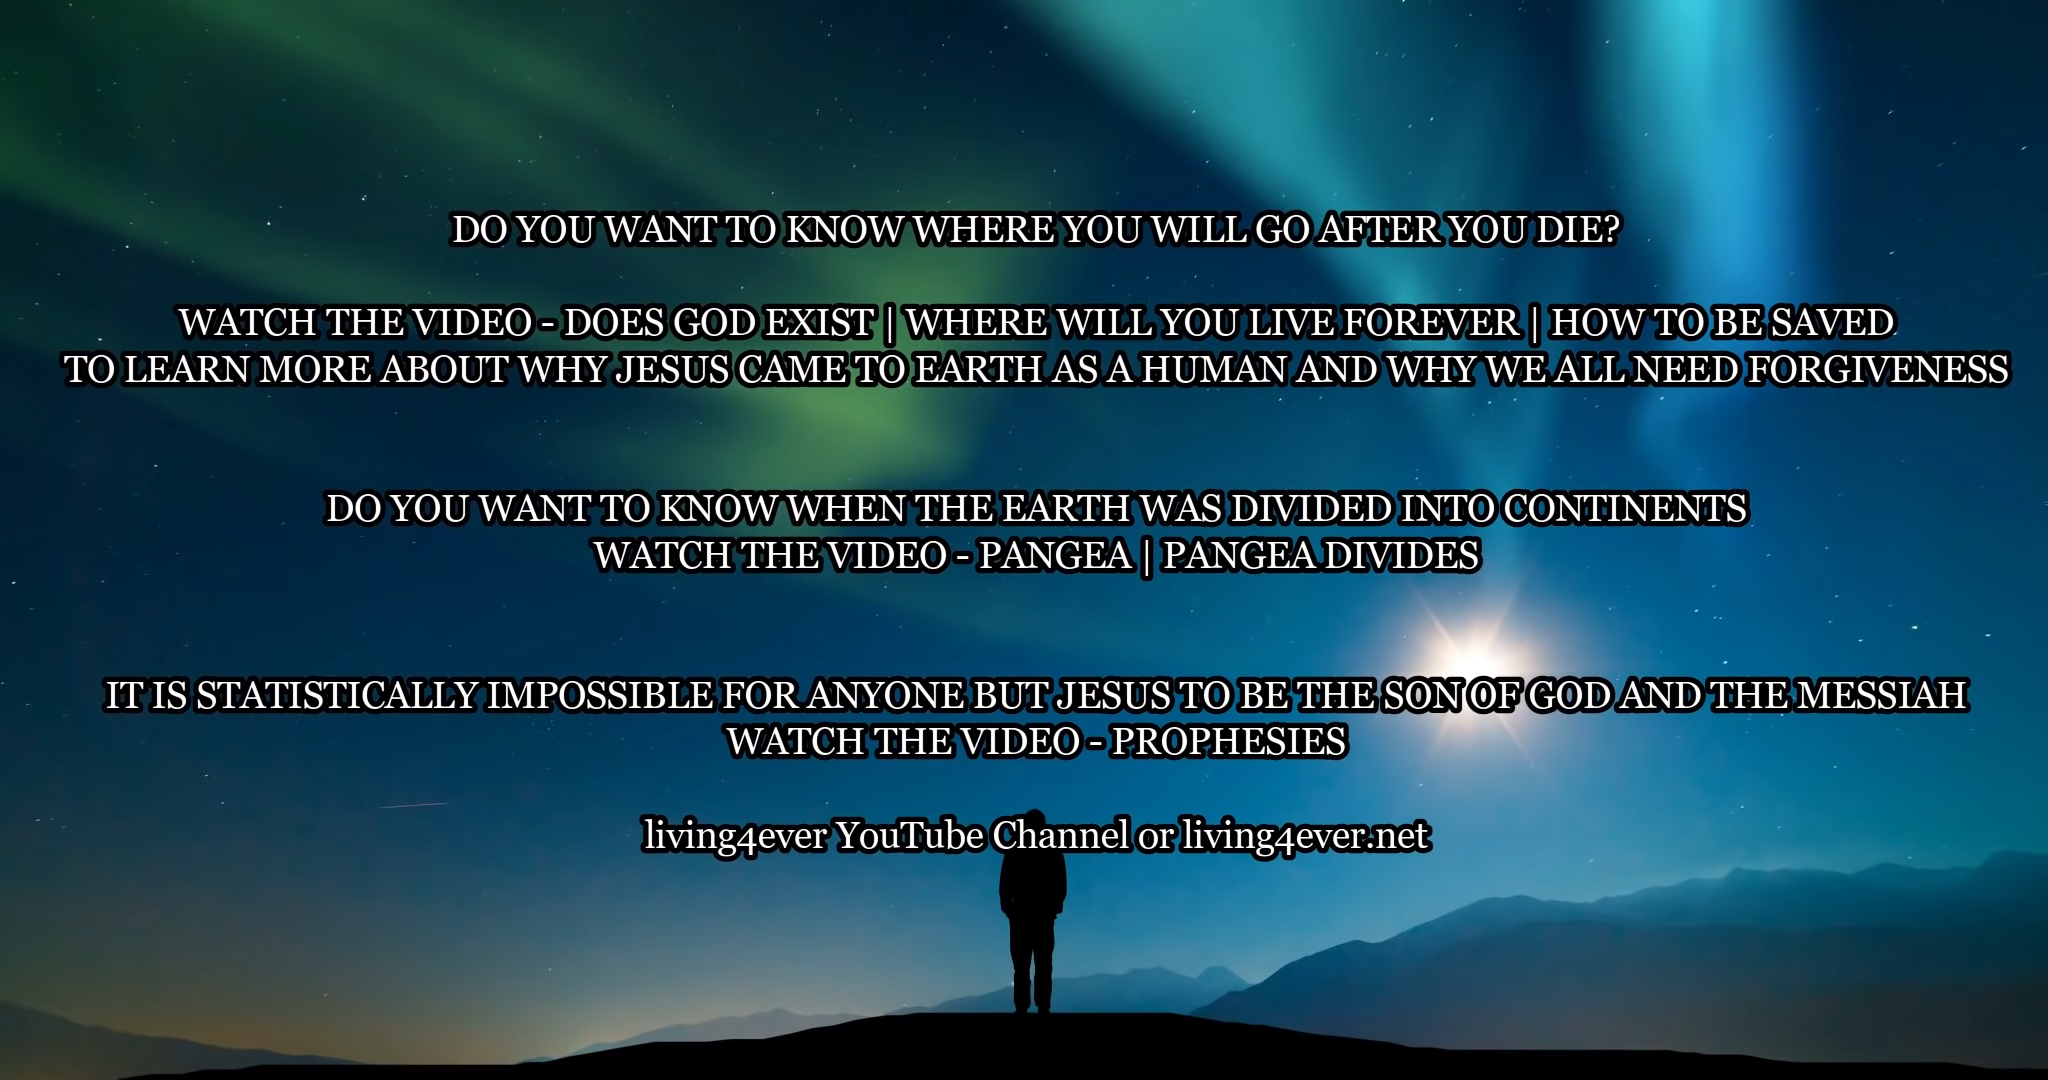 DO YOU WANT TO KNOW WHERE YOU WILL GO AFTER YOU DIE?
WATCH THE VIDEO - DOES GOD EXIST | WHERE WILL YOU LIVE FOREVER | HOW TO BE SAVED
TO LEARN MORE ABOUT WHY JESUS CAME TO EARTH AS A HUMAN AND WHY WE ALL NEED FORGIVENESS
DO YOU WANT TO KNOW WHEN THE EARTH WAS DIVIDED INTO CONTINENTS
WATCH THE VIDEO - PANGEA | PANGEA DIVIDES
IT IS STATISTICALLY IMPOSSIBLE FOR ANYONE BUT JESUS TO BE THE SON OF GOD AND THE MESSIAH
WATCH THE VIDEO - PROPHESIES
living4ever YouTube Channel or living4ever.net